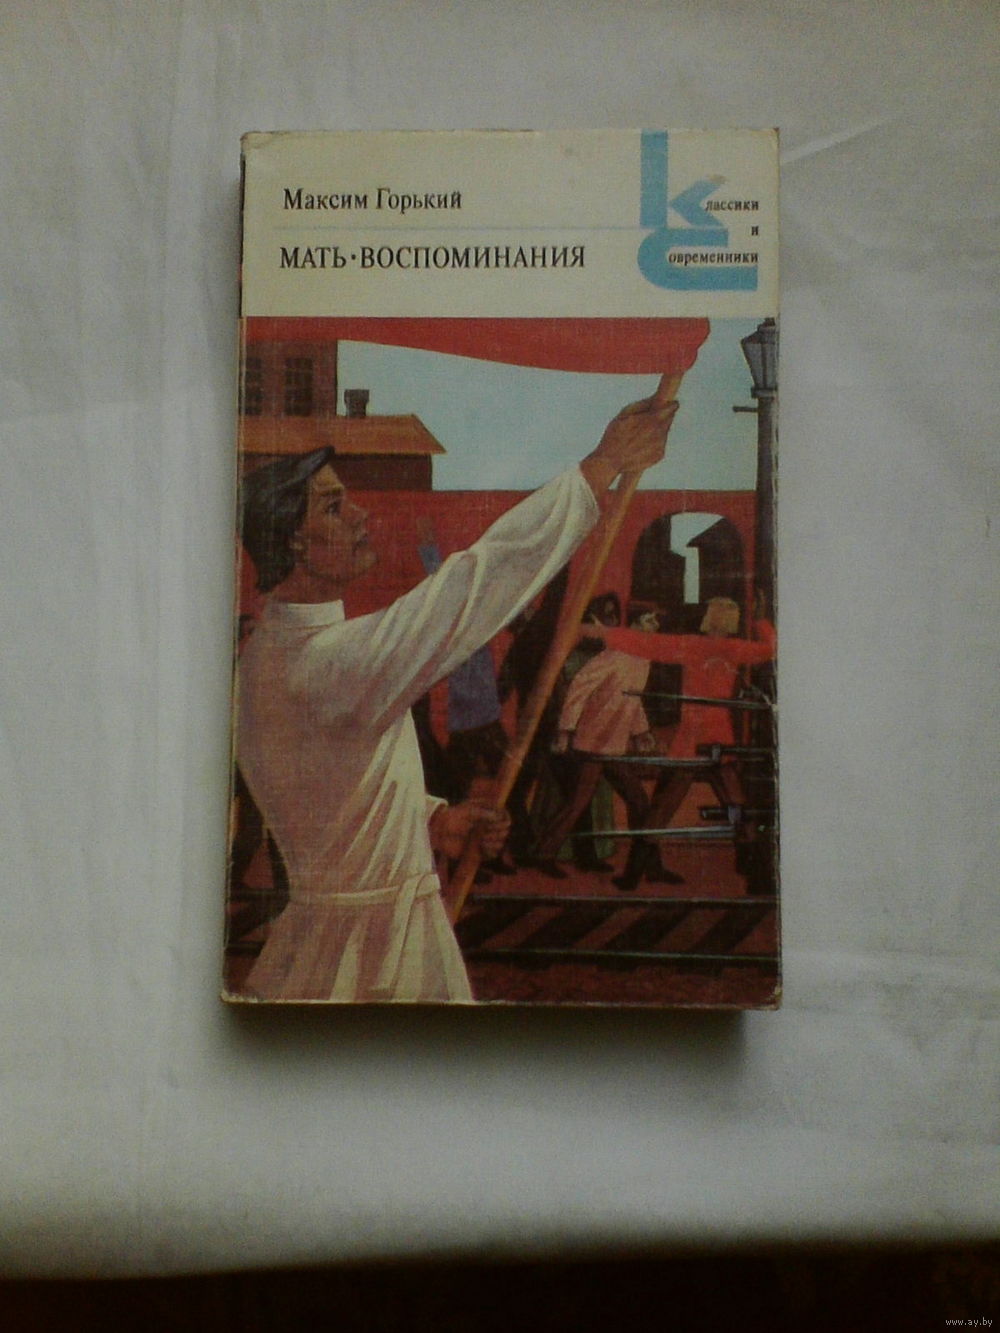 Максим Горький
МАТЬ·ВОСПОМИНАНИЯ
Классики
и
Современники
www.ay.by